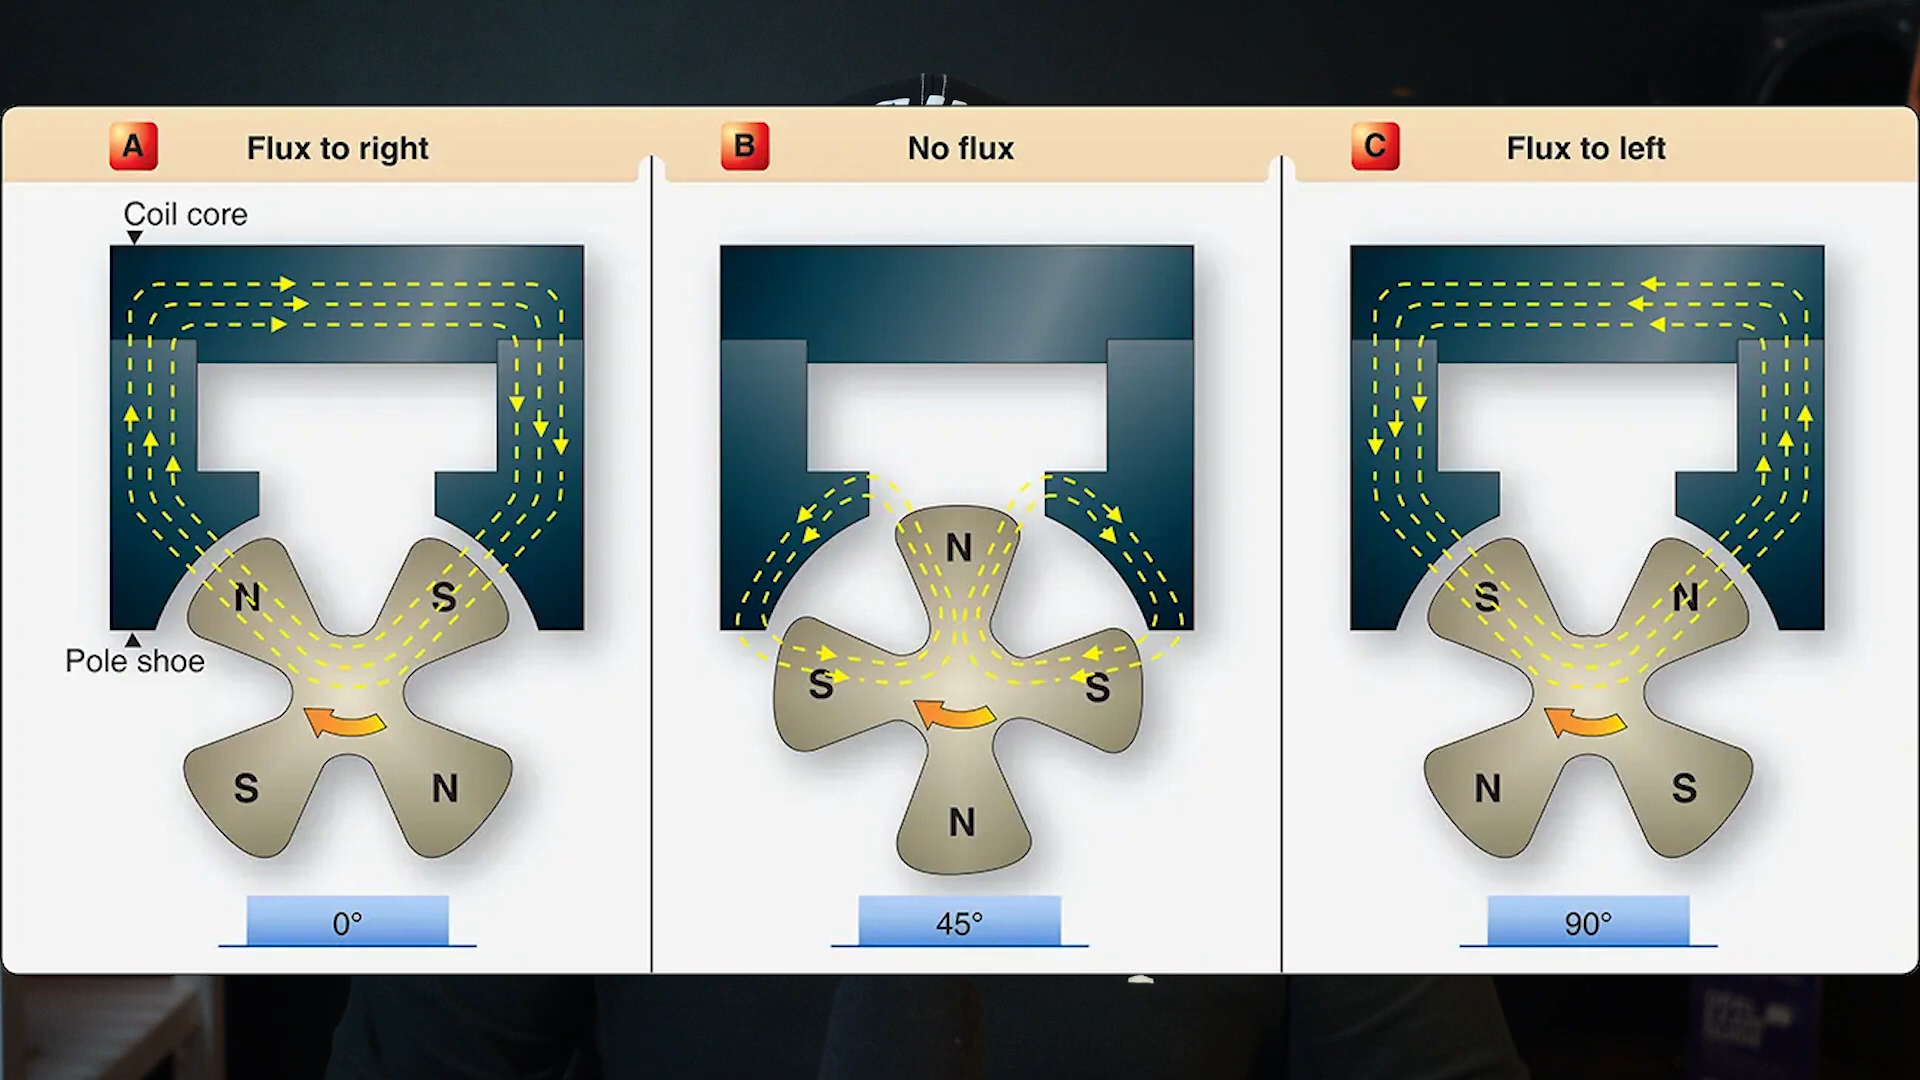 A Flux to right
B No flux
C Flux to left
Coil core
Pole shoe
N S
S N
0°
N
S S
N
45°
S N
N S
90°